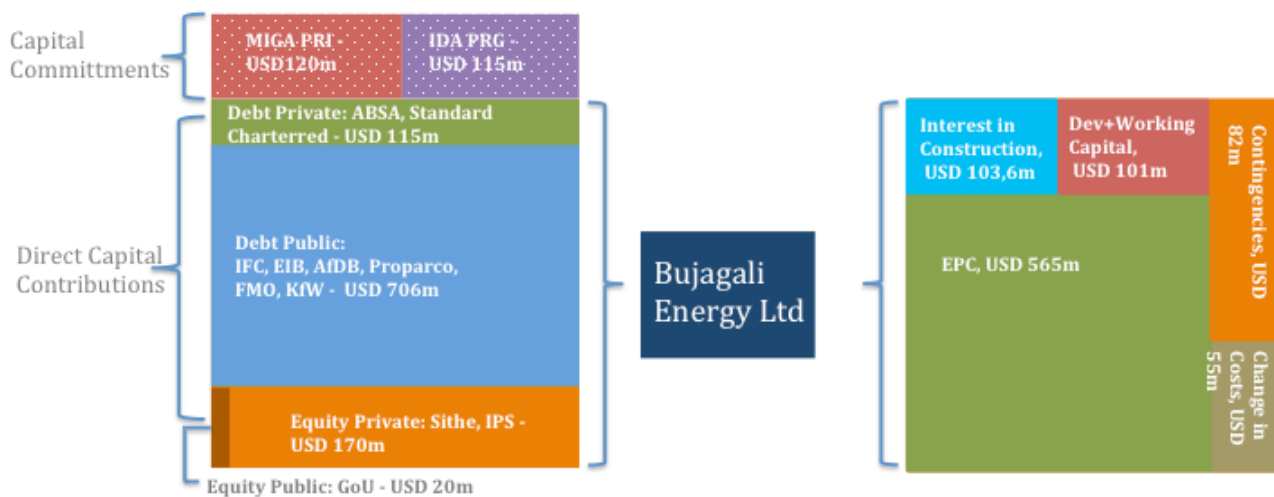 Capital
Committments
MIGA PRI -
USD120m
IDA PRG -
USD 115m
Debt Private: ABSA, Standard
Charterred - USD 115m
Direct Capital
Contributions
Debt Public:
IFC, EIB, AfDB, Proparco,
FMO, KfW - USD 706m
Equity Private: Sithe, IPS -
USD 170m
Equity Public: GoU - USD 20m
Bujagali
Energy Ltd
Interest in
Construction,
USD 103,6m
Dev+Working
Capital,
USD 101m
Contingencies, USD
82m
EPC, USD 565m
Change in
Costs, USD
55m